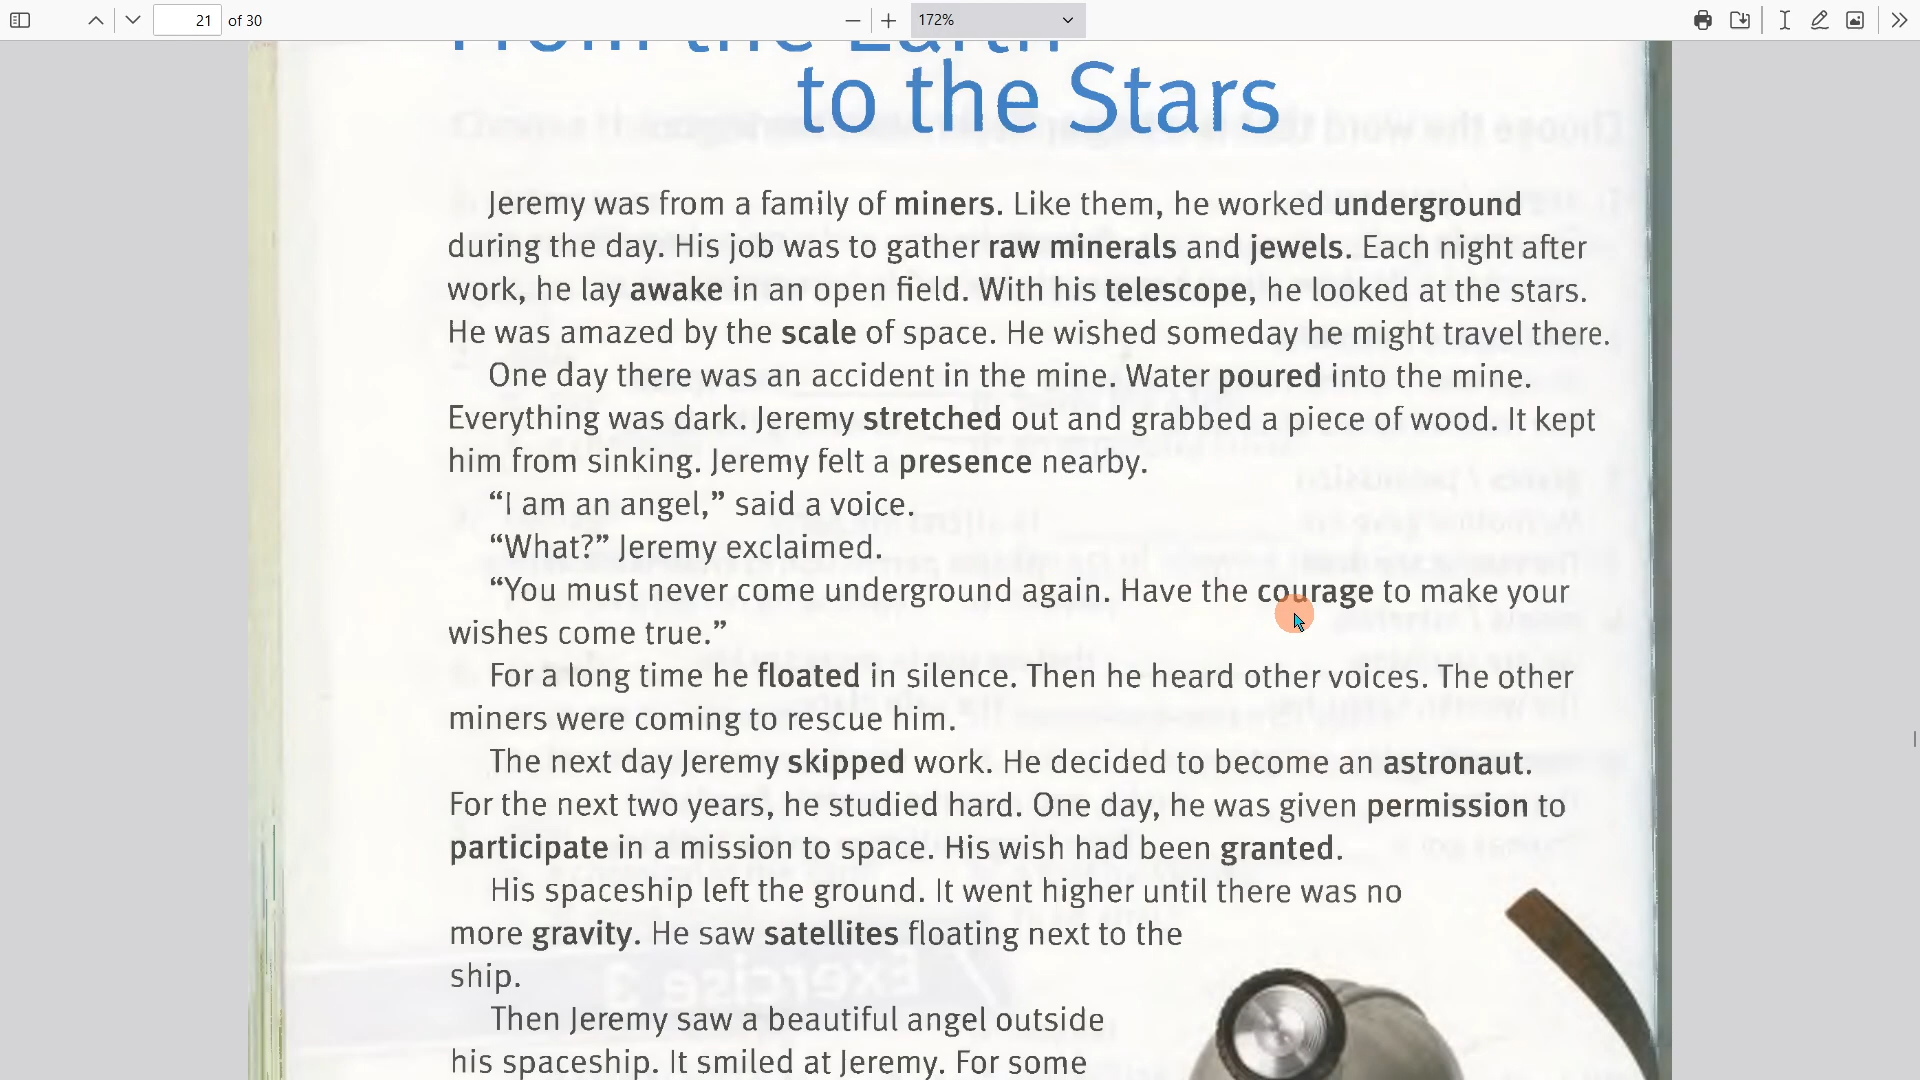 21 of 30
172%
From the Earth
to the Stars
Jeremy was from a family of miners. Like them, he worked underground
during the day. His job was to gather raw minerals and jewels. Each night after
work, he lay awake in an open field. With his telescope, he looked at the stars.
He was amazed by the scale of space. He wished someday he might travel there.
One day there was an accident in the mine. Water poured into the mine.
Everything was dark. Jeremy stretched out and grabbed a piece of wood. It kept
him from sinking. Jeremy felt a presence nearby.
“I am an angel,” said a voice.
“What?” Jeremy exclaimed.
“You must never come underground again. Have the courage to make your
wishes come true.”
For a long time he floated in silence. Then he heard other voices. The other
miners were coming to rescue him.
The next day Jeremy skipped work. He decided to become an astronaut.
For the next two years, he studied hard. One day, he was given permission to
participate in a mission to space. His wish had been granted.
His spaceship left the ground. It went higher until there was no
more gravity. He saw satellites floating next to the
ship.
Then Jeremy saw a beautiful angel outside
his spaceship. It smiled at Jeremy. For some